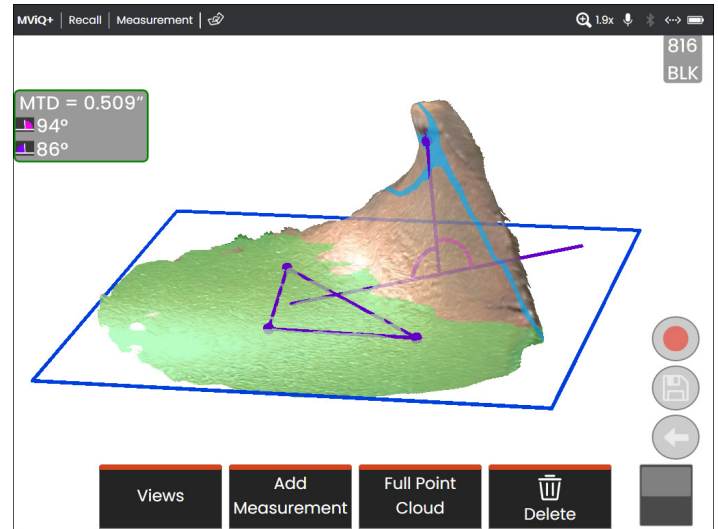 MViQ+ | Recall | Measurement |
1.9x
816
BLK
MTD = 0.509"
94°
86°
Views
Add
Measurement
Full Point
Cloud
Delete